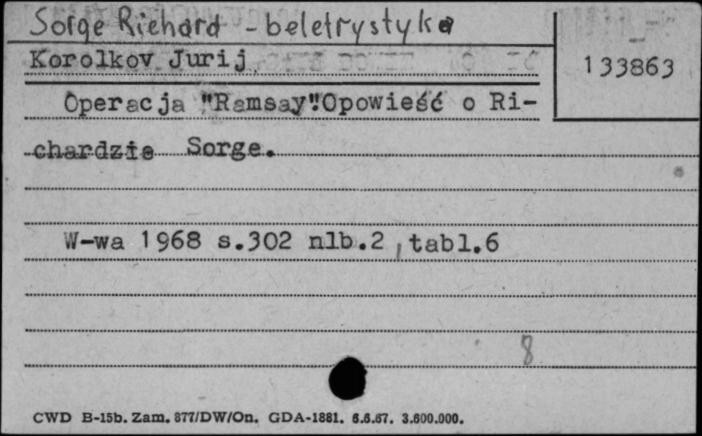 Sorge Richard - beletrystyka
Korolkov Jurij
133863
Operacja "Ramsay".Opowieść o Ri-
chardzie Sorge.
W-wa 1968 s.302 nlb.2, tabl.6
8
CWD B-15b. Zam. 877/DW/On. GDA-1881. 6.6.67. 3.600.000.